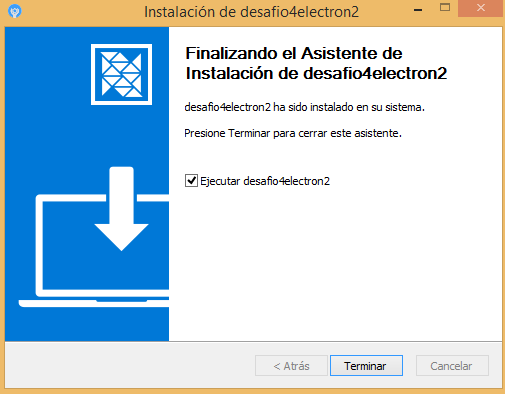 Instalación de desafio4electron2
Finalizando el Asistente de
Instalación de desafio4electron2
desafio4electron2 ha sido instalado en su sistema.
Presione Terminar para cerrar este asistente.
Ejecutar desafio4electron2
< Atrás
Terminar
Cancelar